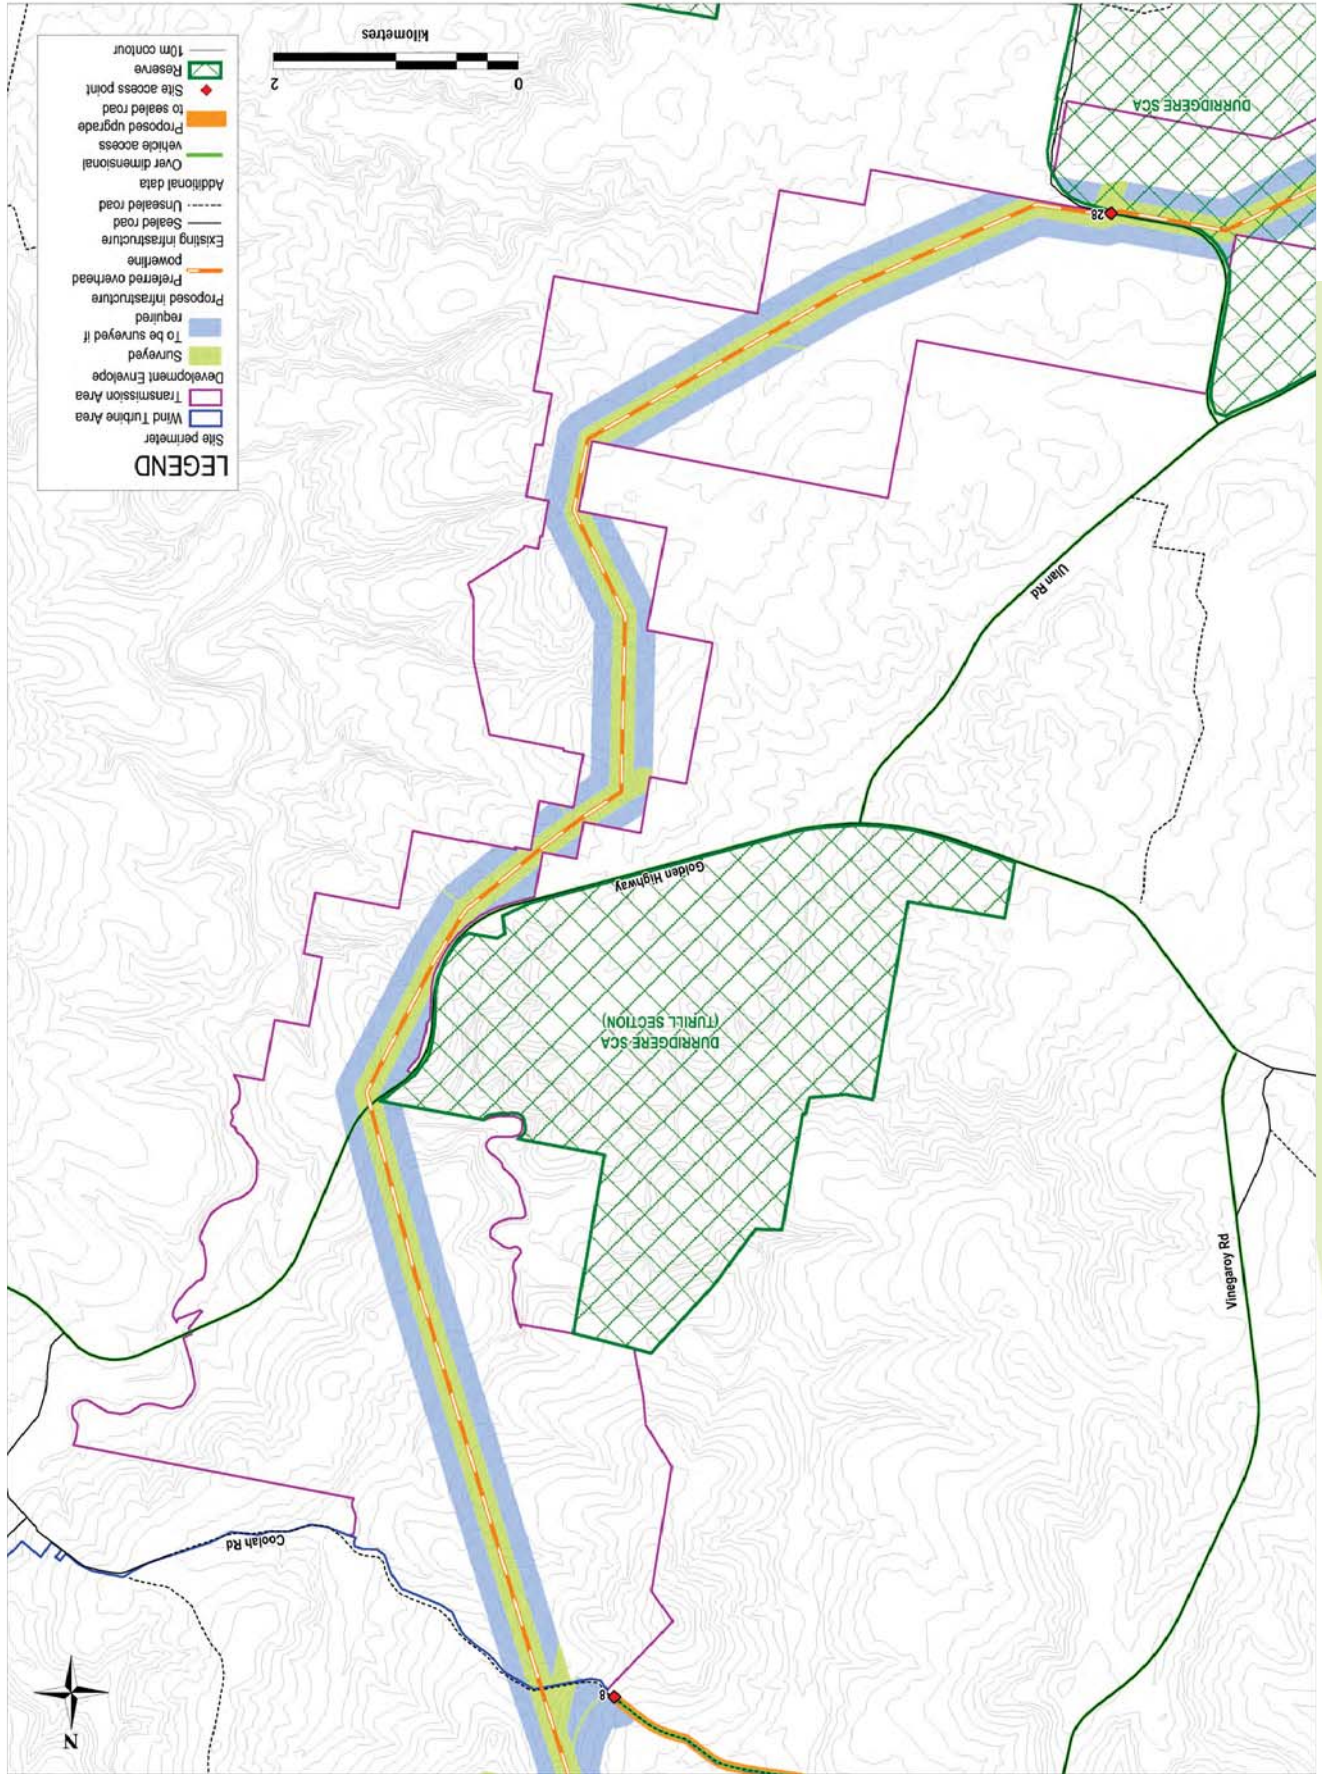 N
8
Coolah Rd
Vinegaroy Rd
DURRIDGERE SCA
(TURILL SECTION)
Golden Highway
Ulan Rd
28
DURRIDGERE SCA
LEGEND
Site perimeter
Wind Turbine Area
Transmission Area
Development Envelope
Surveyed
To be surveyed if
required
Proposed infrastructure
Preferred overhead
powerline
Existing infrastructure
Sealed road
Unsealed road
Additional data
Over dimensional
vehicle access
Proposed upgrade
to sealed road
Site access point
Reserve
10m contour
0 2
kilometres